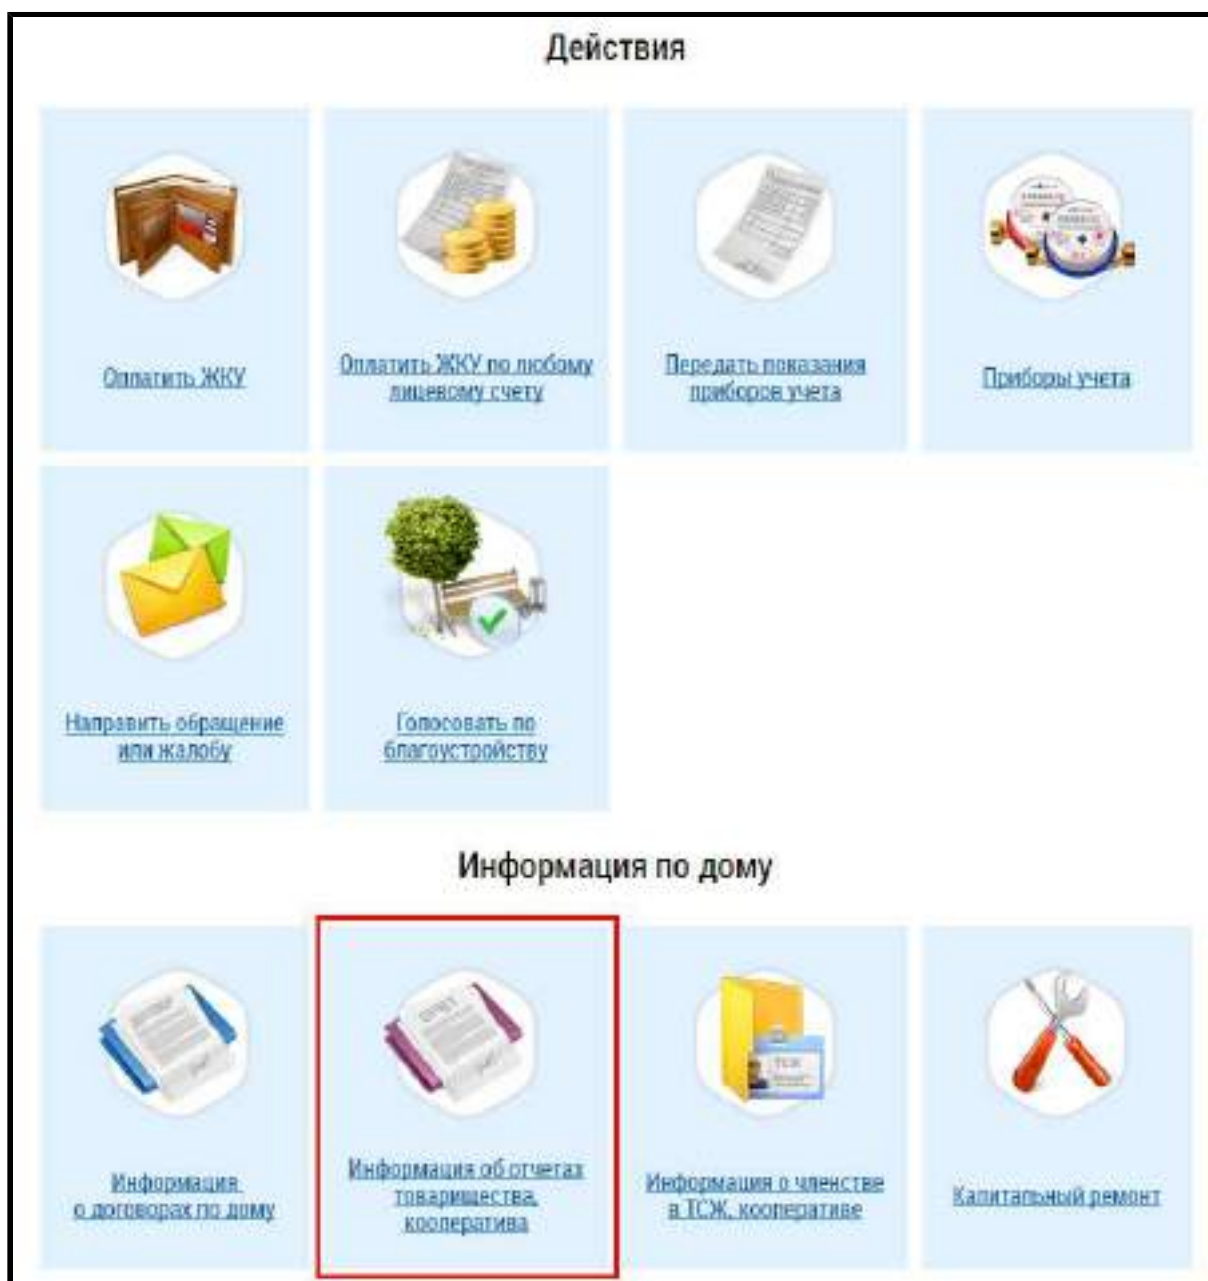 Действия
Оплатить ЖКУ
Оплатить ЖКУ по любому
лицевому счету
Передать показания
приборов учета
Приборы учета
Направить обращение
или жалобу
Голосовать по
благоустройству
Информация по дому
Информация
о договорах по дому
Информация об отчетах
товарищества,
кооператива
Информация о членстве
в ТСЖ, кооперативе
Капитальный ремонт